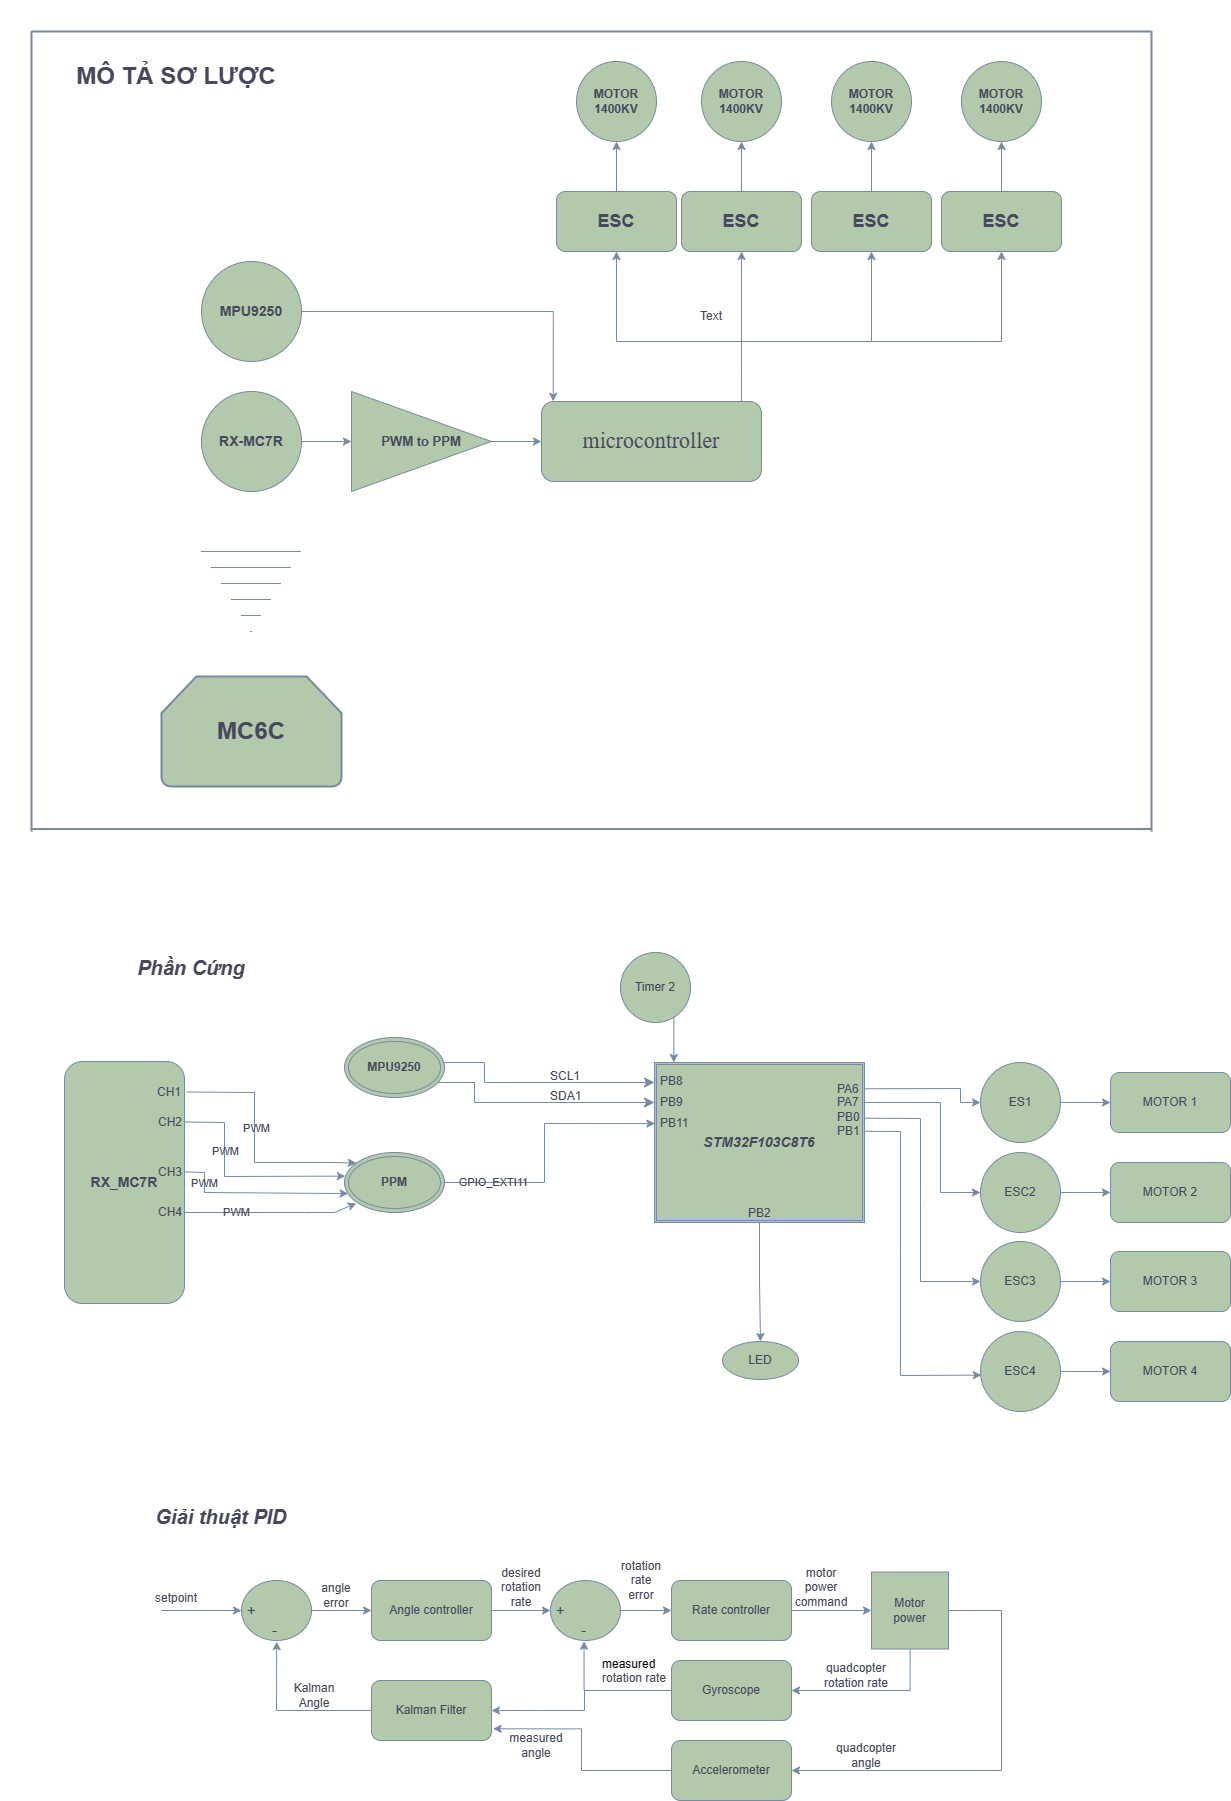 MÔ TẢ SƠ LƯỢC
MOTOR
1400KV
MOTOR
1400KV
MOTOR
1400KV
MOTOR
1400KV
ESC
ESC
ESC
ESC
MPU9250
Text
RX-MC7R
PWM to PPM
microcontroller
MC6C
Phần Cứng
Timer 2
MPU9250
SCL1
SDA1
PB8
PB9
PB11
PA6
PA7
PB0
PB1
STM32F103C8T6
PB2
CH1
CH2
CH3
CH4
RX_MC7R
PWM
PWM
PWM
PWM
PPM
GPIO_EXTI11
ES1
MOTOR 1
ESC2
MOTOR 2
ESC3
MOTOR 3
ESC4
MOTOR 4
LED
Giải thuật PID
setpoint
+
-
angle
error
Angle controller
desired
rotation
rate
+
-
rotation
rate
error
Rate controller
motor
power
command
Motor
power
measured
rotation rate
Gyroscope
quadcopter
rotation rate
Kalman
Angle
Kalman Filter
measured
angle
Accelerometer
quadcopter
angle